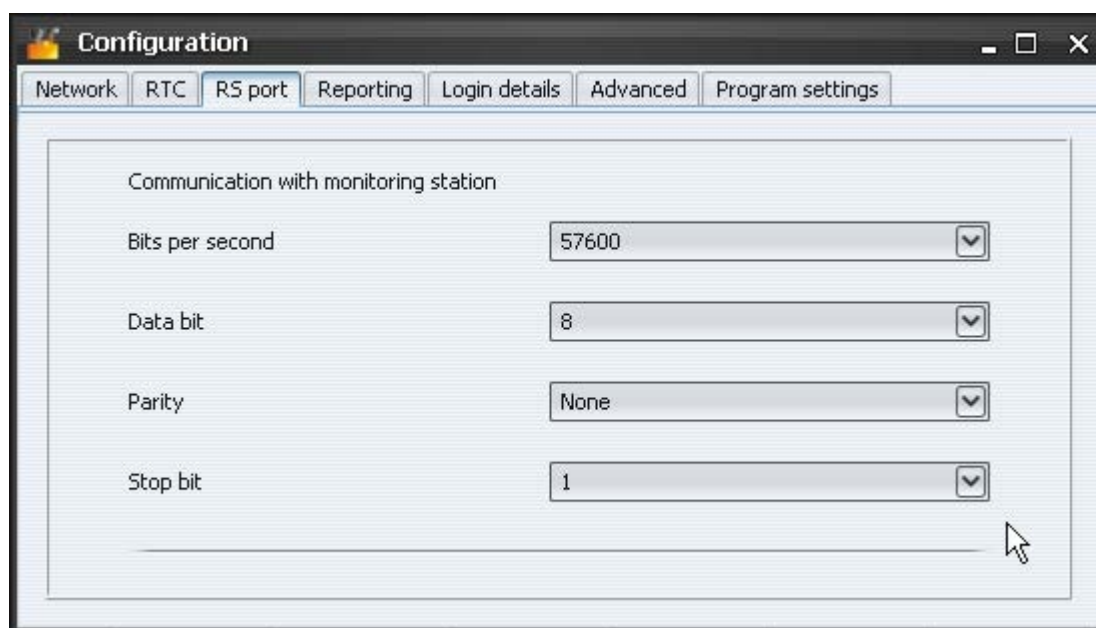 Configuration
Network RTC RS port Reporting Login details Advanced Program settings
Communication with monitoring station
Bits per second 57600
Data bit 8
Parity None
Stop bit 1